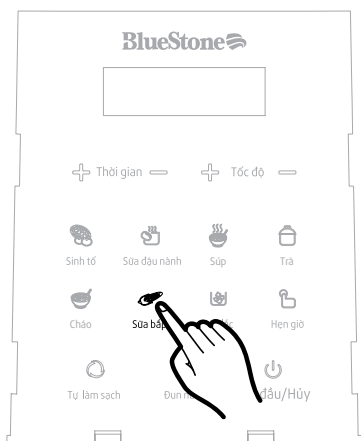 BlueStone
Thời gian Tốc độ
Sinh tố Sữa đậu nành Súp Trà
Cháo Sữa bắp Hẹn giờ
Tự làm sạch Đun đầu/Hủy